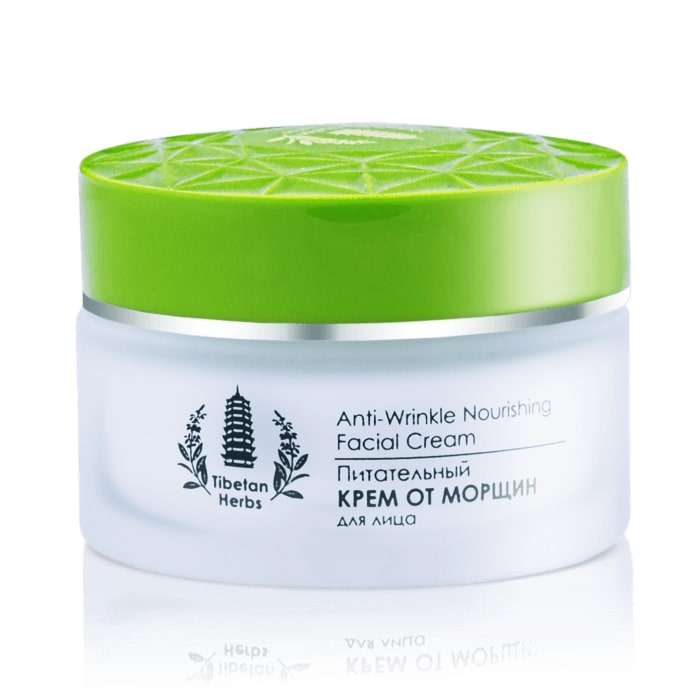 Tibetan
Herbs
Anti-Wrinkle Nourishing
Facial Cream
Питательный
КРЕМ ОТ МОРЩИН
для лица